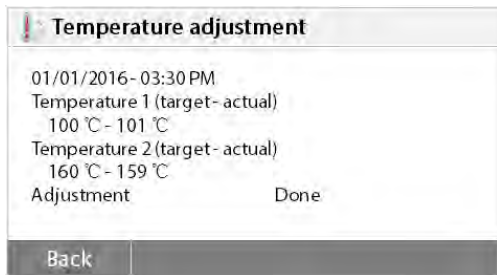 Temperature adjustment
01/01/2016 - 03:30 PM
Temperature 1 (target - actual)
100 ℃ - 101 ℃
Temperature 2 (target - actual)
160 ℃ - 159 ℃
Adjustment Done
Back